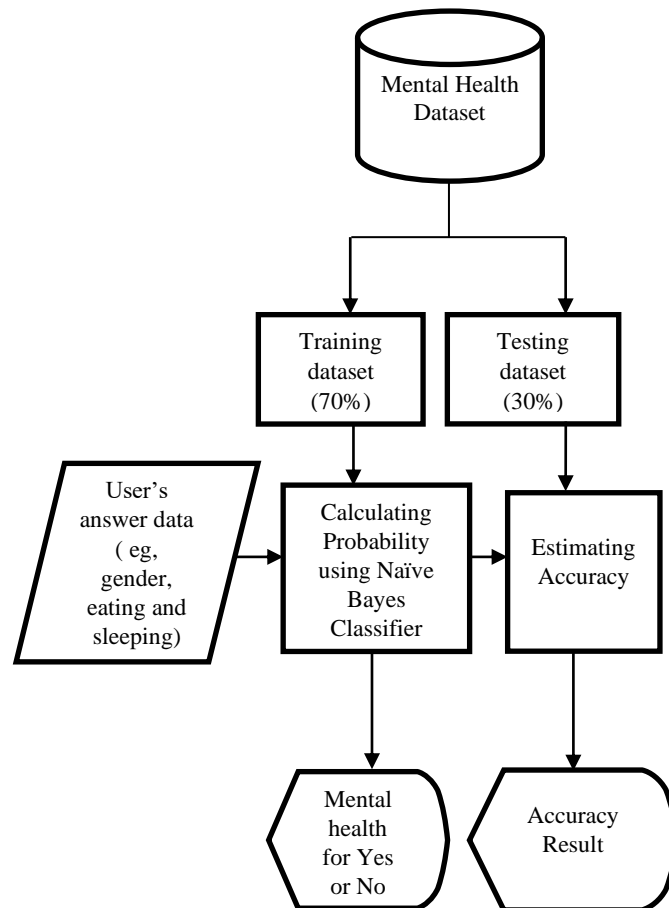 Mental Health
Dataset
Training
dataset
(70%)
Testing
dataset
(30%)
User’s
answer data
( eg,
gender,
eating and
sleeping)
Calculating
Probability
using Naïve
Bayes
Classifier
Estimating
Accuracy
Mental
health
for Yes
or No
Accuracy
Result